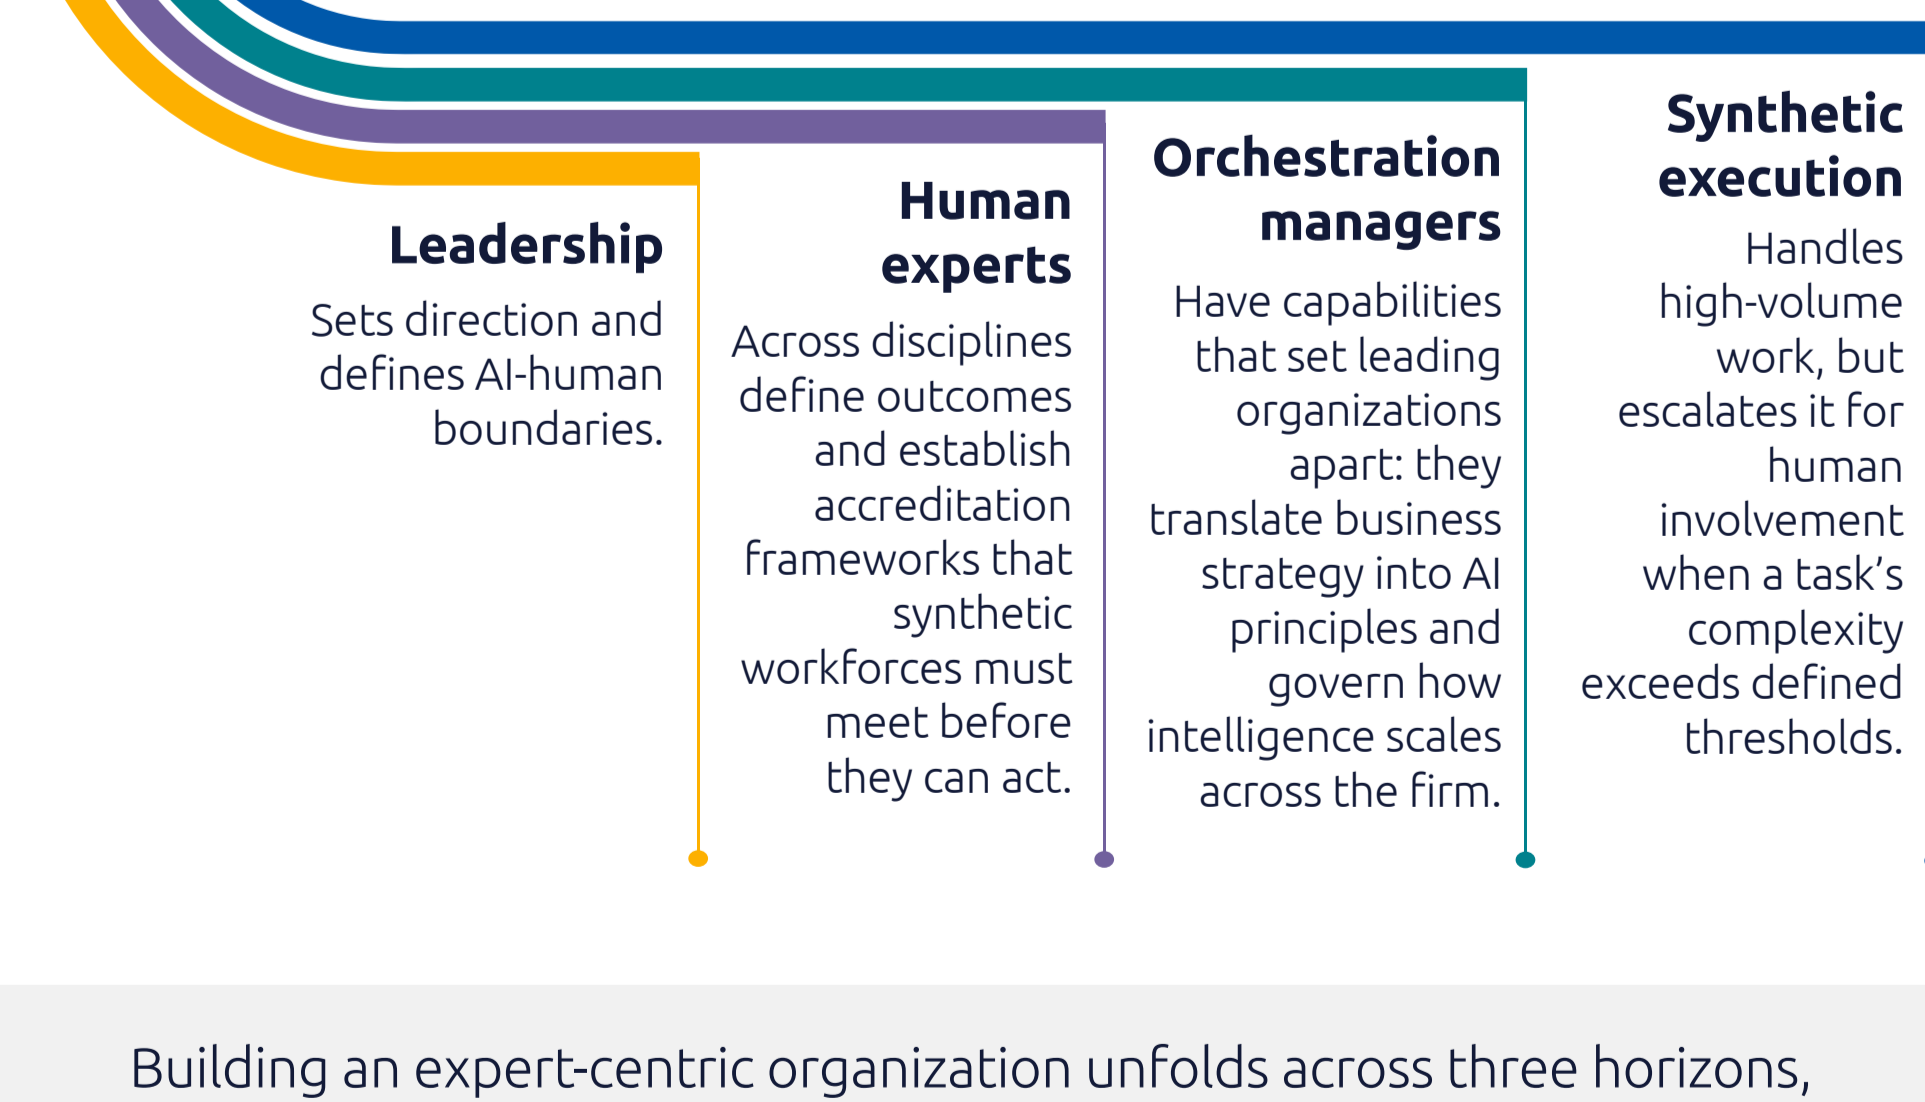 Leadership
Sets direction and
defines AI-human
boundaries.
Human
experts
Across disciplines
define outcomes
and establish
accreditation
frameworks that
synthetic
workforces must
meet before
they can act.
Orchestration
managers
Have capabilities
that set leading
organizations
apart: they
translate business
strategy into AI
principles and
govern how
intelligence scales
across the firm.
Synthetic
execution
Handles
high-volume
work, but
escalates it for
human
involvement
when a task’s
complexity
exceeds defined
thresholds.
Building an expert-centric organization unfolds across three horizons,